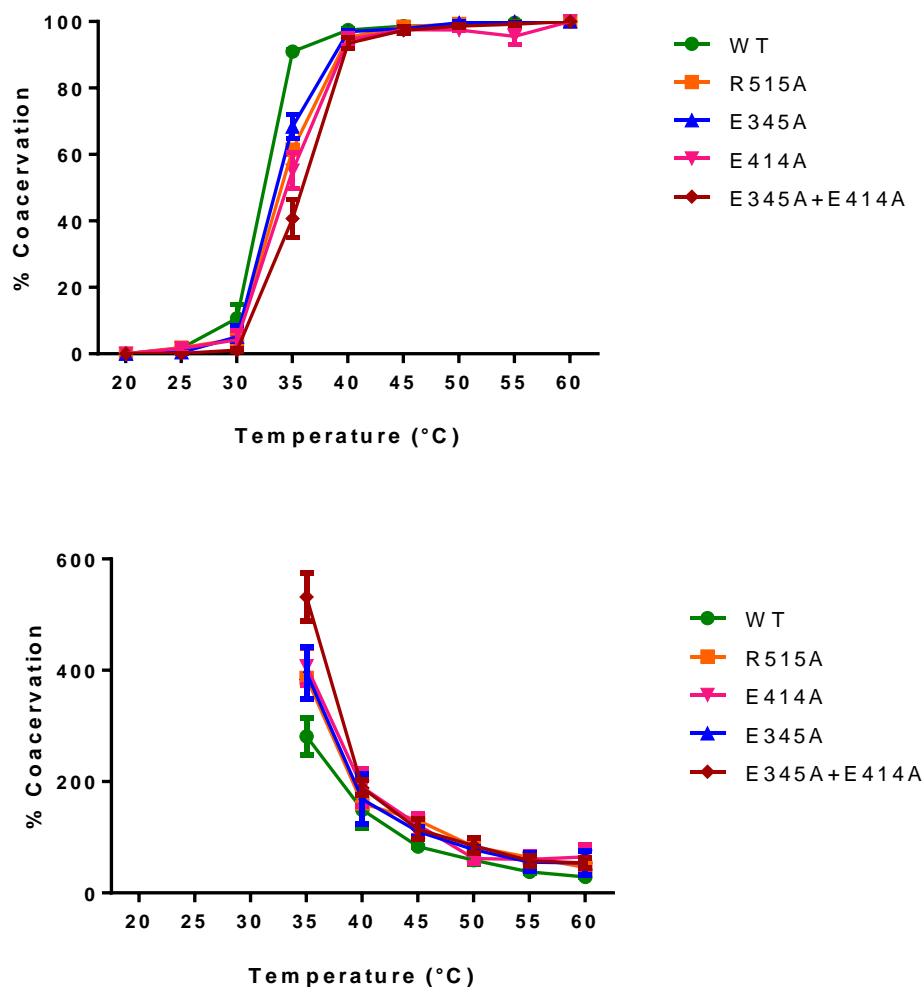 100
80
60
40
20
0
% Coacervation
20 25 30 35 40 45 50 55 60
Temperature (°C)
WT
R515A
E345A
E414A
E345A+E414A
600
400
200
0
% Coacervation
20 25 30 35 40 45 50 55 60
Temperature (°C)
WT
R515A
E414A
E345A
E345A+E414A